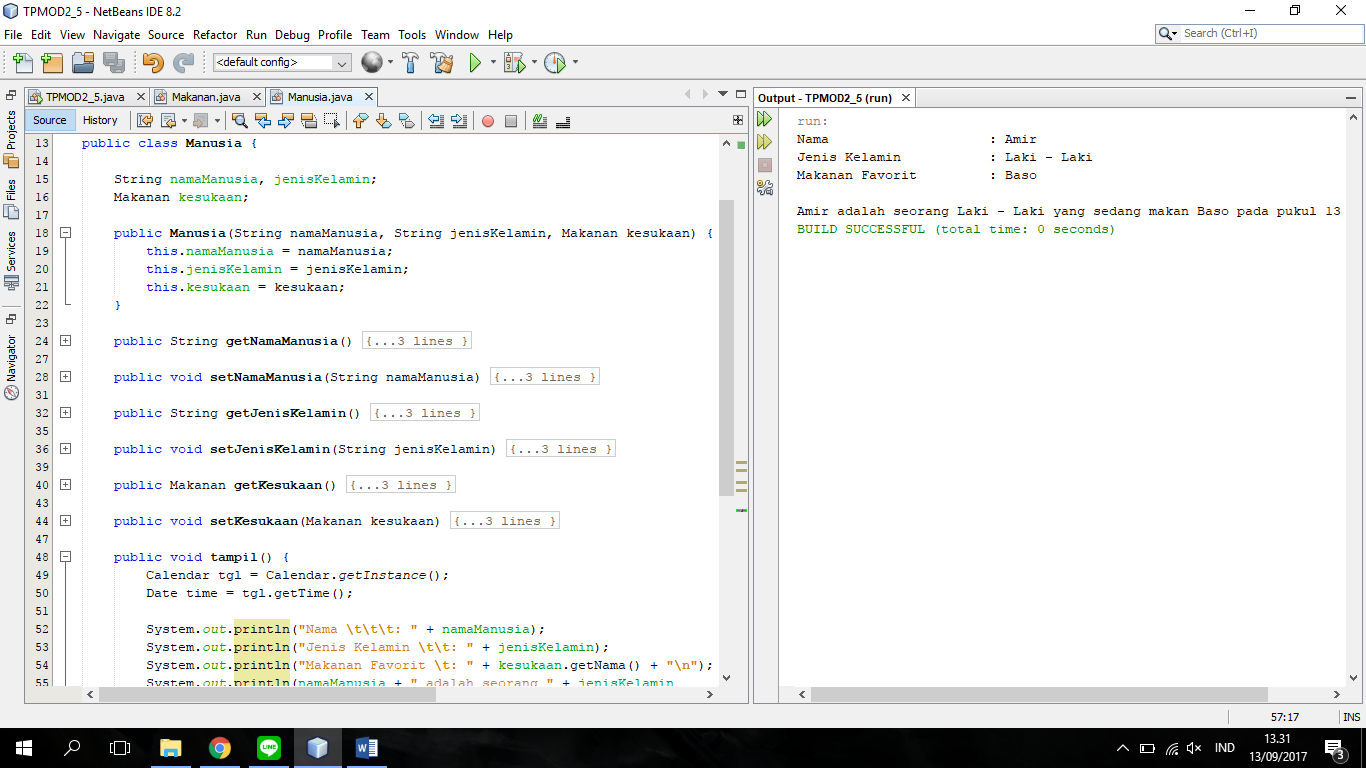 TPMOD2_5 - NetBeans IDE 8.2
File Edit View Navigate Source Refactor Run Debug Profile Team Tools Window Help
Search (Ctrl+I)
<default config>
TPMOD2_5.java Makanan.java Manusia.java
Source History
Projects
Files
Services
Navigator
13 public class Manusia {
14
15 String namaManusia, jenisKelamin;
16 Makanan kesukaan;
17
18 public Manusia(String namaManusia, String jenisKelamin, Makanan kesukaan) {
19 this.namaManusia = namaManusia;
20 this.jenisKelamin = jenisKelamin;
21 this.kesukaan = kesukaan;
22 }
23
24 public String getNamaManusia() {...3 lines }
27
28 public void setNamaManusia(String namaManusia) {...3 lines }
31
32 public String getJenisKelamin() {...3 lines }
35
36 public void setJenisKelamin(String jenisKelamin) {...3 lines }
39
40 public Makanan getKesukaan() {...3 lines }
43
44 public void setKesukaan(Makanan kesukaan) {...3 lines }
47
48 public void tampil() {
49 Calendar tgl = Calendar.getInstance();
50 Date time = tgl.getTime();
51
52 System.out.println("Nama \t\t\t: " + namaManusia);
53 System.out.println("Jenis Kelamin \t\t: " + jenisKelamin);
54 System.out.println("Makanan Favorit \t: " + kesukaan.getNama() + "\n");
55 System.out.println(namaManusia + " adalah seorang " + jenisKelamin
Output - TPMOD2_5 (run)
run:
Nama : Amir
Jenis Kelamin : Laki - Laki
Makanan Favorit : Baso
Amir adalah seorang Laki - Laki yang sedang makan Baso pada pukul 13
BUILD SUCCESSFUL (total time: 0 seconds)
57:17 INS
LINE
IND
13.31
13/09/2017
3